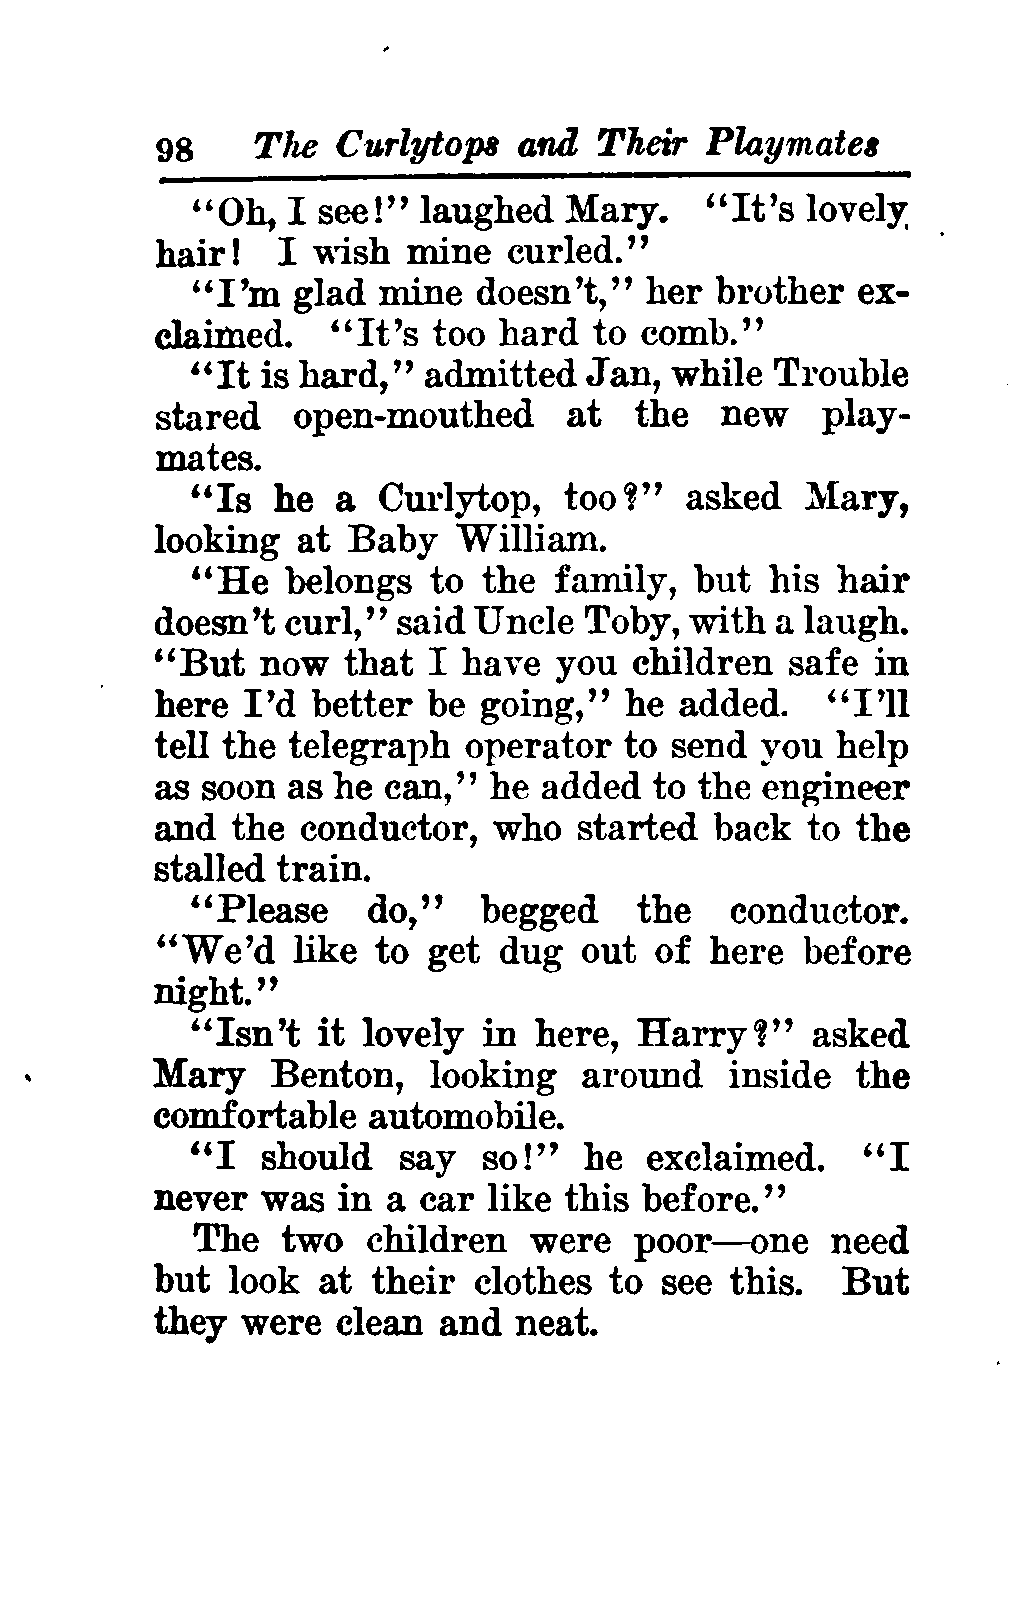 98 The Curlytops and Their Playmates
"Oh, I see!" laughed Mary. "It's lovely
hair! I wish mine curled."
"I'm glad mine doesn't," her brother ex-
claimed. "It's too hard to comb."
"It is hard," admitted Jan, while Trouble
stared open-mouthed at the new play-
mates.
"Is he a Curlytop, too?" asked Mary,
looking at Baby William.
"He belongs to the family, but his hair
doesn't curl," said Uncle Toby, with a laugh.
"But now that I have you children safe in
here I'd better be going," he added. "I'll
tell the telegraph operator to send you help
as soon as he can," he added to the engineer
and the conductor, who started back to the
stalled train.
"Please do," begged the conductor.
"We'd like to get dug out of here before
night."
"Isn't it lovely in here, Harry?" asked
Mary Benton, looking around inside the
comfortable automobile.
"I should say so!" he exclaimed. "I
never was in a car like this before."
The two children were poor—one need
but look at their clothes to see this. But
they were clean and neat.